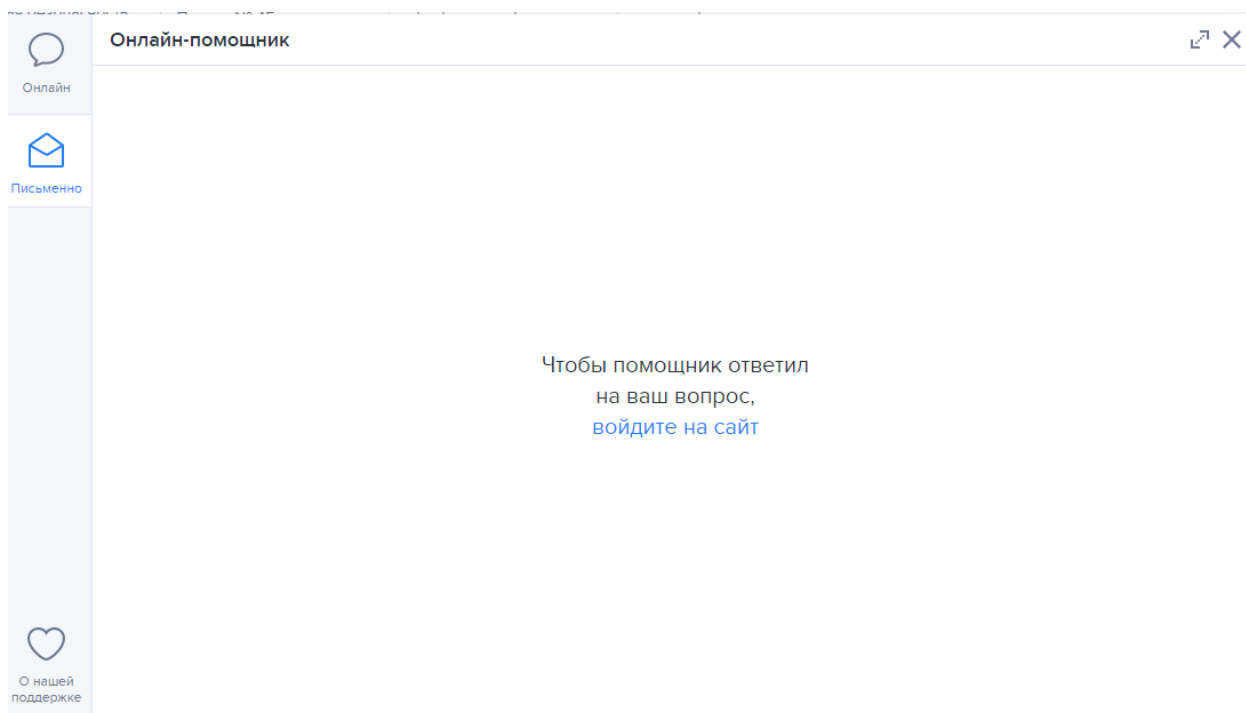 Онлайн-помощник
Онлайн
Письменно
Чтобы помощник ответил
на ваш вопрос,
войдите на сайт
О нашей
поддержке